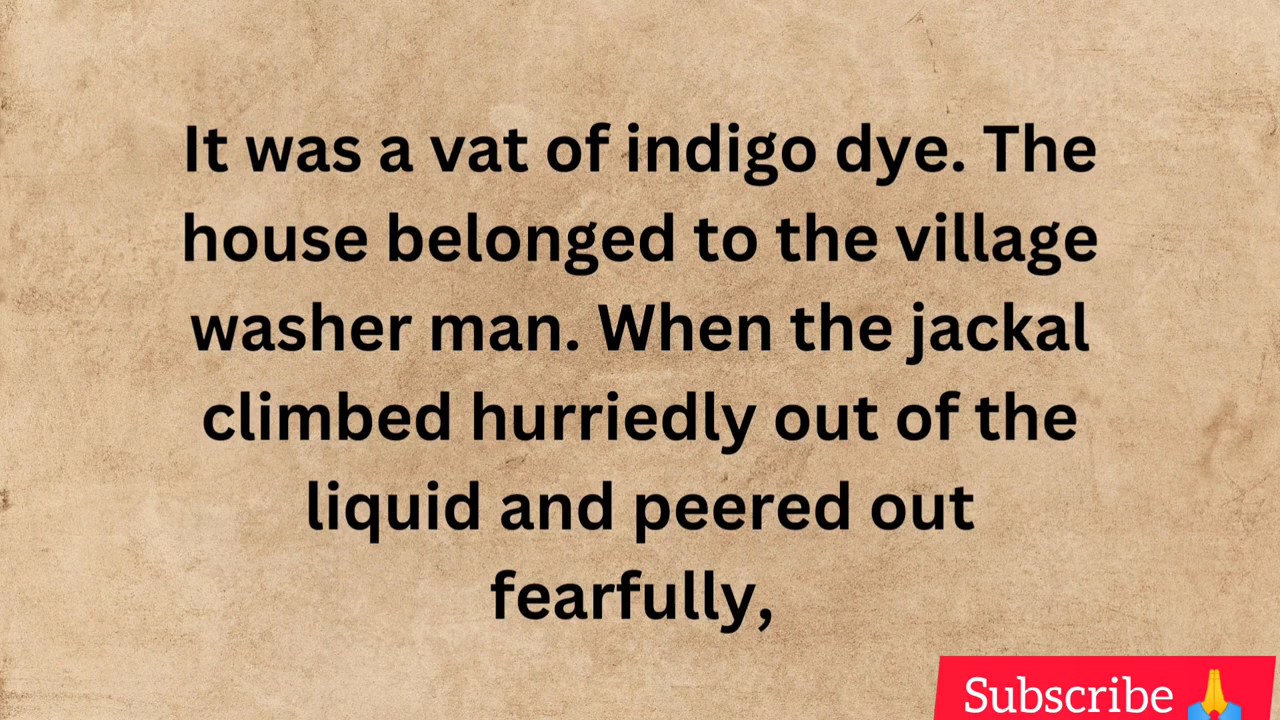 It was a vat of indigo dye. The
house belonged to the village
washer man. When the jackal
climbed hurriedly out of the
liquid and peered out
fearfully,
Subscribe 🙏